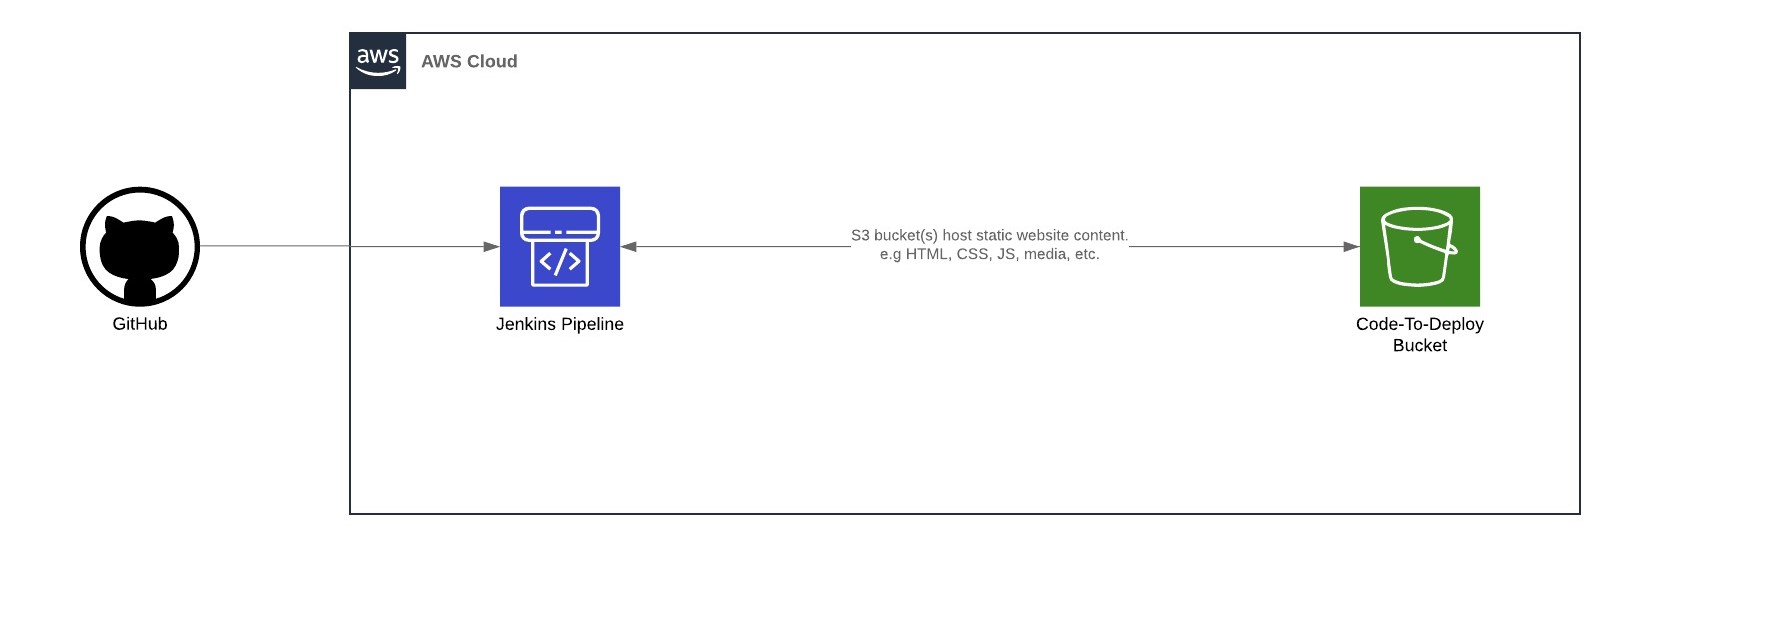 aws
AWS Cloud
S3 bucket(s) host static website content.
e.g HTML, CSS, JS, media, etc.
</>
GitHub
Jenkins Pipeline
Code-To-Deploy
Bucket